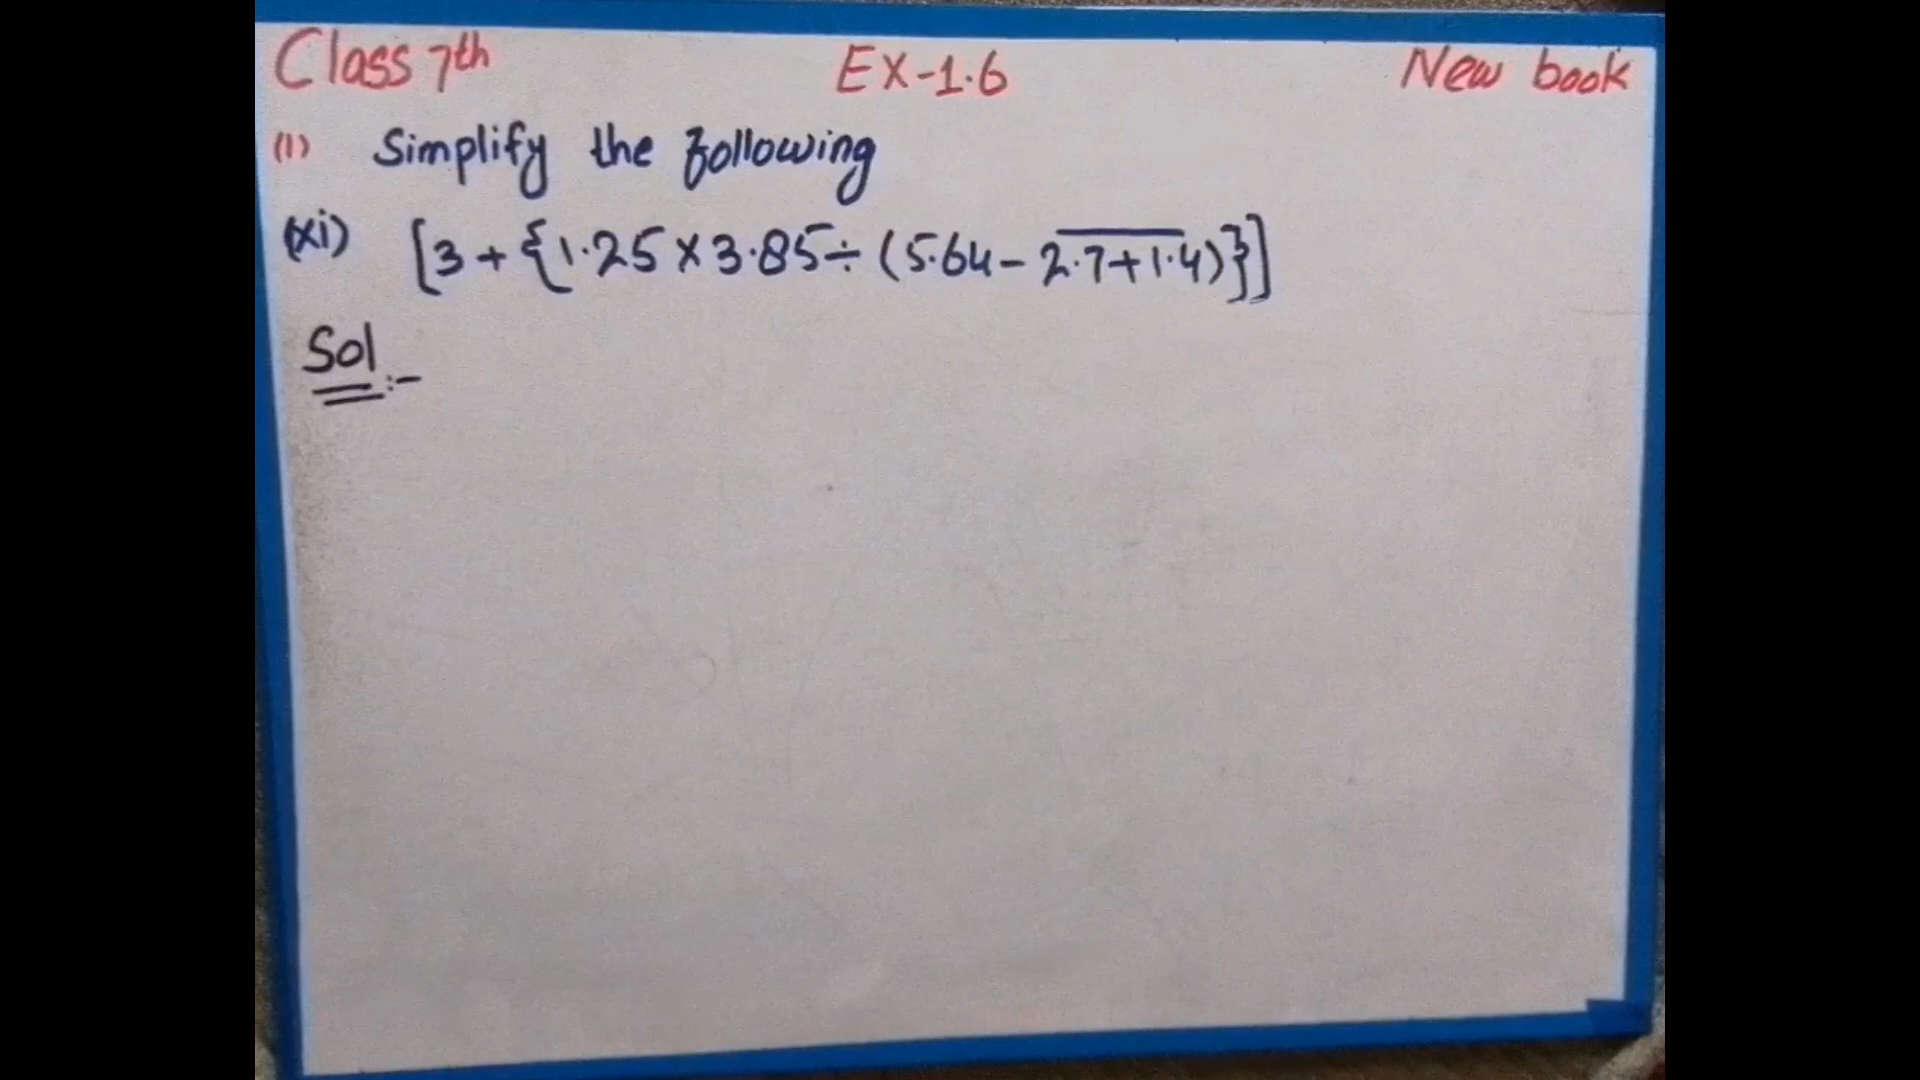 Class 7th EX-1.6 New book
(1) Simplify the following
(xi) [3+{1.25×3.85÷(5.64-2.7+1.4)}]
Sol:-